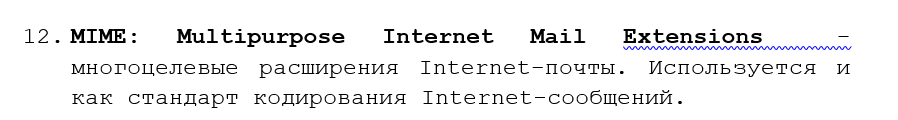 12. MIME: Multipurpose Internet Mail Extensions –
многоцелевые расширения Internet-почты. Используется и
как стандарт кодирования Internet-сообщений.